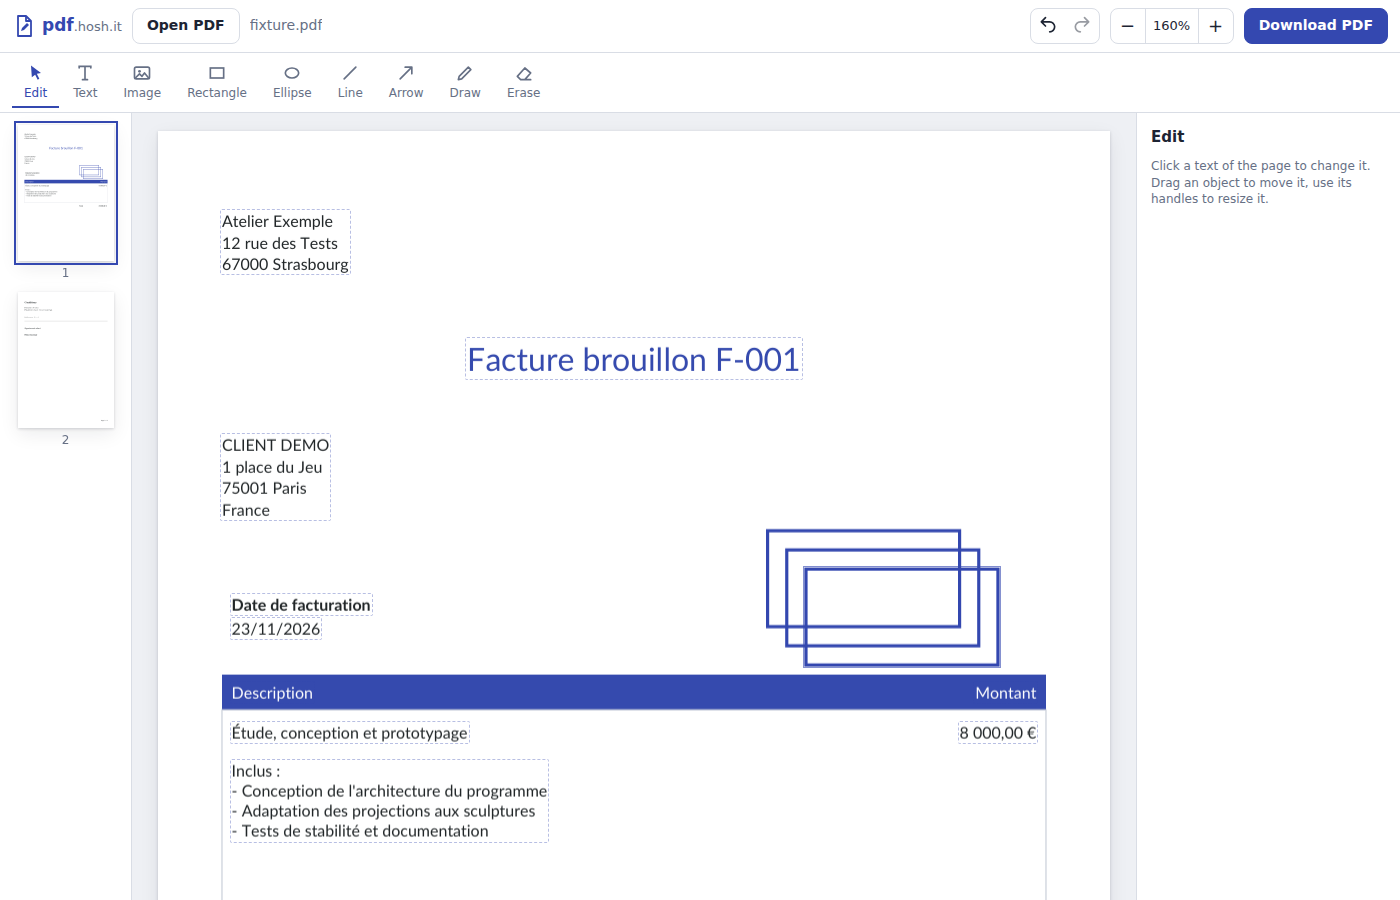 pdf.hosh.it
Open PDF
fixture.pdf
160%
Download PDF
Edit
Text
Image
Rectangle
Ellipse
Line
Arrow
Draw
Erase
1
2
Atelier Exemple
12 rue des Tests
67000 Strasbourg
Facture brouillon F-001
CLIENT DEMO
1 place du Jeu
75001 Paris
France
Date de facturation
23/11/2026
Description Montant
Étude, conception et prototypage 8 000,00 €
Inclus :
- Conception de l'architecture du programme
- Adaptation des projections aux sculptures
- Tests de stabilité et documentation
Edit
Click a text of the page to change it.
Drag an object to move it, use its
handles to resize it.